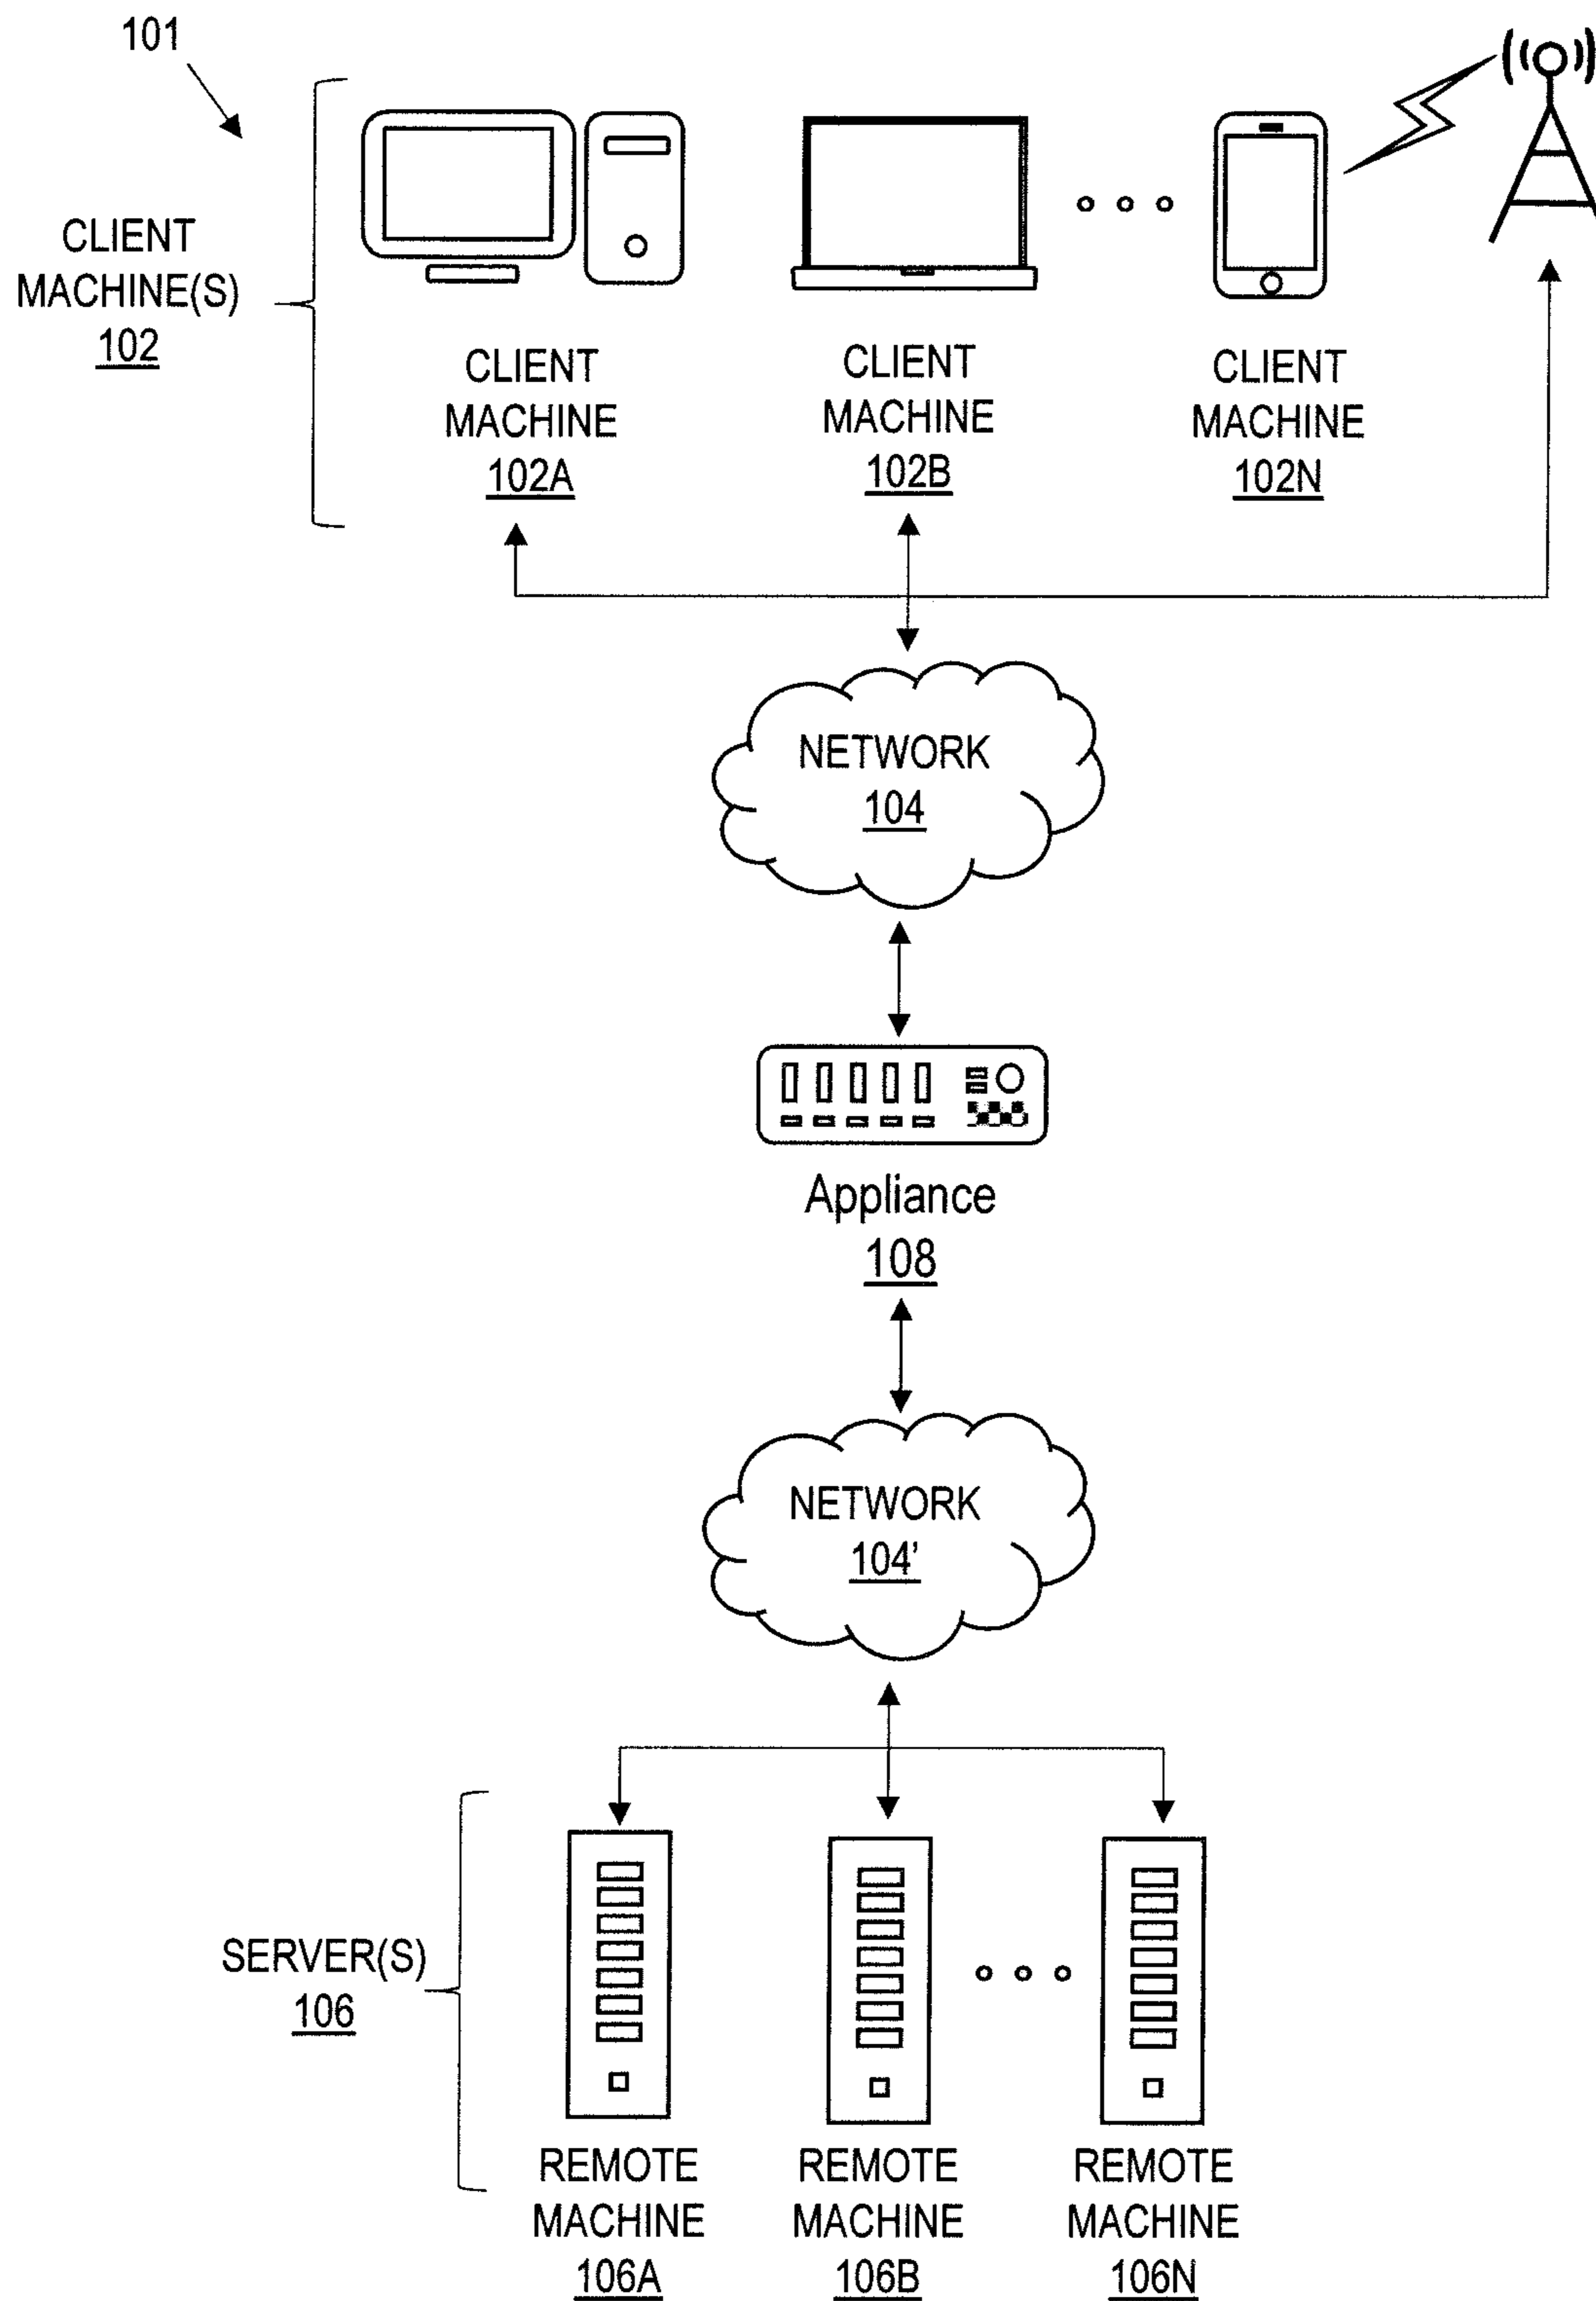 101
CLIENT
MACHINE(S)
102
CLIENT
MACHINE
102A
CLIENT
MACHINE
102B
CLIENT
MACHINE
102N
NETWORK
104
Appliance
108
NETWORK
104'
SERVER(S)
106
REMOTE
MACHINE
106A
REMOTE
MACHINE
106B
REMOTE
MACHINE
106N